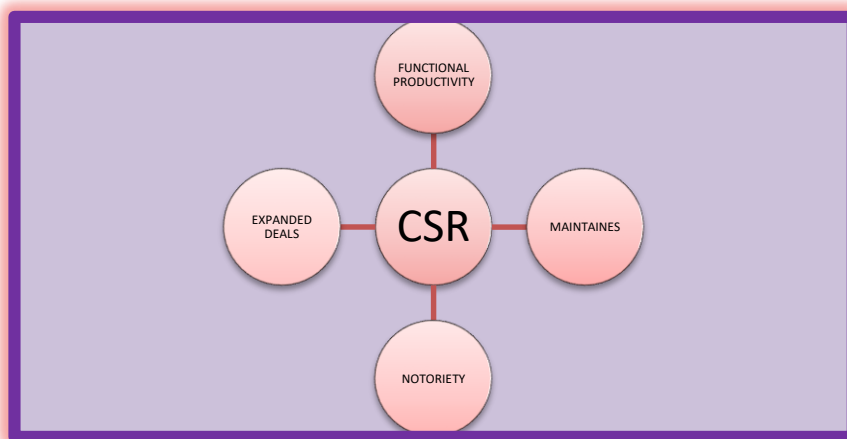 FUNCTIONAL
PRODUCTIVITY
EXPANDED
DEALS
CSR
MAINTAINES
NOTORIETY